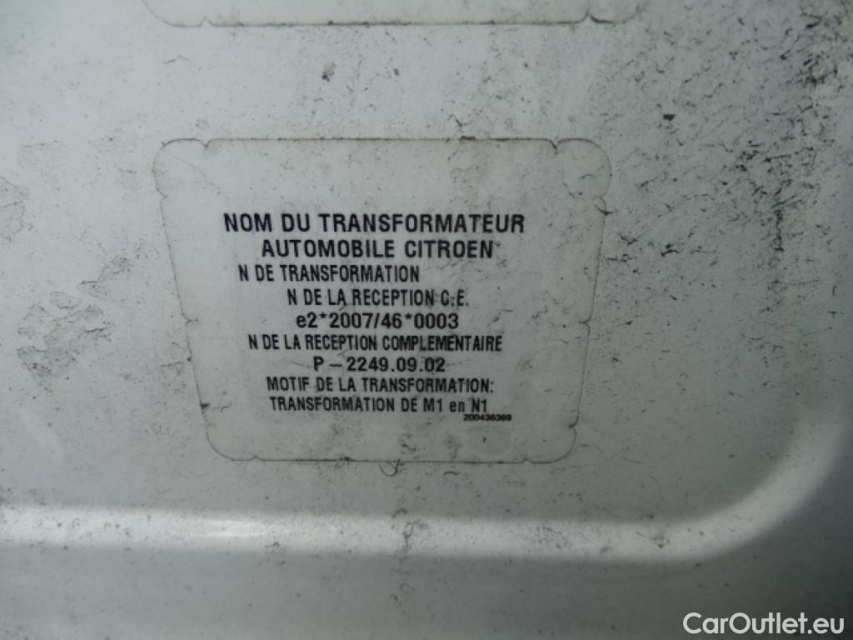 NOM DU TRANSFORMATEUR
AUTOMOBILE CITROEN
N DE TRANSFORMATION
N DE LA RECEPTION C.E.
e2*2007/46*0003
N DE LA RECEPTION COMPLEMENTAIRE
P-2249.09.02
MOTIF DE LA TRANSFORMATION:
TRANSFORMATION DE M1 en N1
200436369
CarOutlet.eu